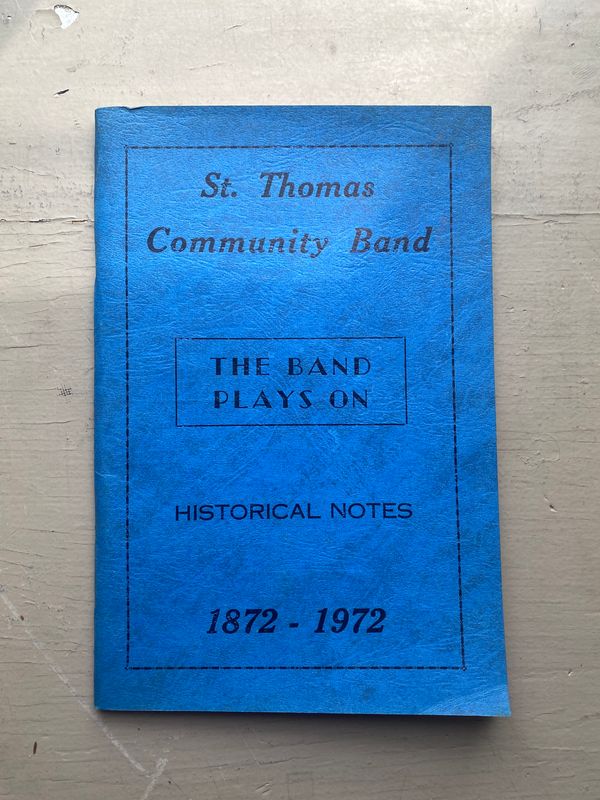 St. Thomas
Community Band
THE BAND
PLAYS ON
HISTORICAL NOTES
1872 - 1972